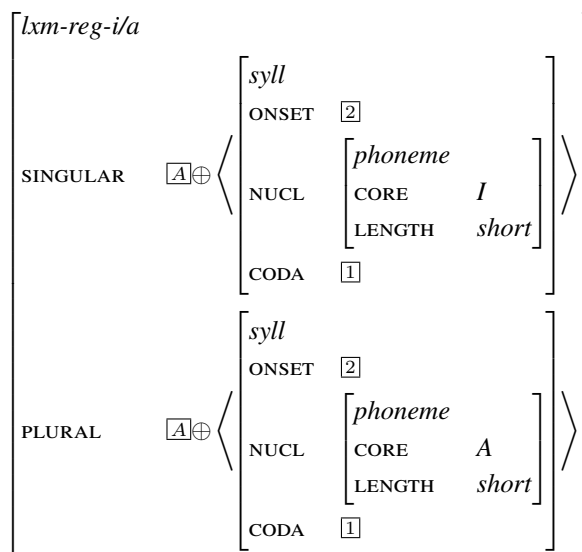 lxm-reg-i/a
syll
ONSET 2
phoneme
SINGULAR A⊕ NUCL CORE I
LENGTH short
CODA 1
syll
ONSET 2
phoneme
PLURAL A⊕ NUCL CORE A
LENGTH short
CODA 1